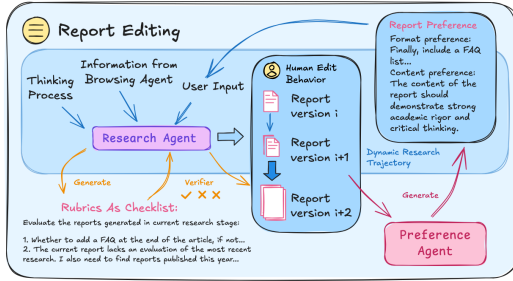 Report Editing
Thinking
Process
Information from
Browsing Agent
User Input
Research Agent
Generate
Verifier
Rubrics As Checklist:
Evaluate the reports generated in current research stage:
1. Whether to add a FAQ at the end of the article, if not...
2. The current report lacks an evaluation of the most recent
research. I also need to find reports published this year...
Human Edit
Behavior
Report
version i
Report
version i+1
Report
version i+2
Report Preference
Format preference:
Finally, include a FAQ
list...
Content preference:
The content of the
report should
demonstrate strong
academic rigor and
critical thinking.
Dynamic Research
Trajectory
Generate
Preference
Agent